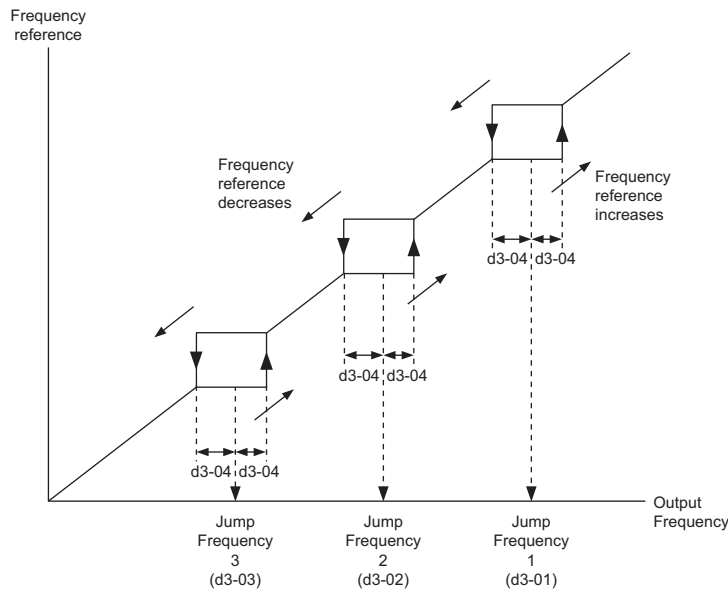 Frequency
reference
Frequency
reference
decreases
Frequency
reference
increases
d3-04 d3-04
d3-04 d3-04
d3-04 d3-04
Output
Frequency
Jump
Frequency
3
(d3-03)
Jump
Frequency
2
(d3-02)
Jump
Frequency
1
(d3-01)